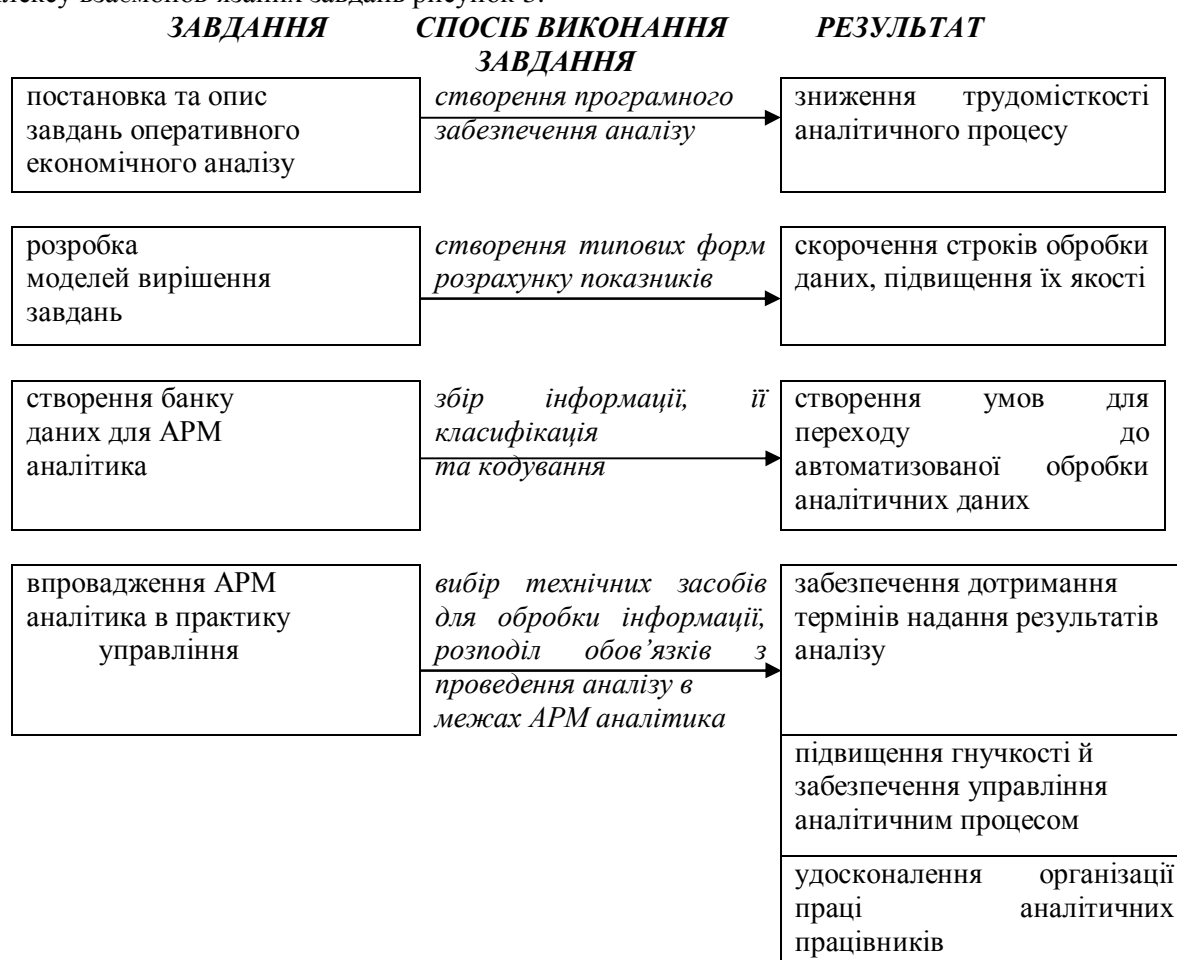 взаємопов'язаних завдань рисунок
ЗАВДАННЯ СПОСІБ ВИКОНАННЯ РЕЗУЛЬТАТ
ЗАВДАННЯ
постановка та опис
завдань оперативного
економічного аналізу
створення програмного
забезпечення аналізу
зниження трудомісткості
аналітичного процесу
розробка
моделей вирішення
завдань
створення типових форм
розрахунку показників
скорочення строків обробки
даних, підвищення їх якості
створення банку
даних для АРМ
аналітика
збір інформації, її
класифікація
та кодування
створення умов для
переходу до
автоматизованої обробки
аналітичних даних
впровадження АРМ
аналітика в практику
управління
вибір технічних засобів
для обробки інформації,
розподіл обов’язків з
проведення аналізу в
межах АРМ аналітика
забезпечення дотримання
термінів надання результатів
аналізу
підвищення гнучкості й
забезпечення управління
аналітичним процесом
удосконалення організації
праці аналітичних
працівників